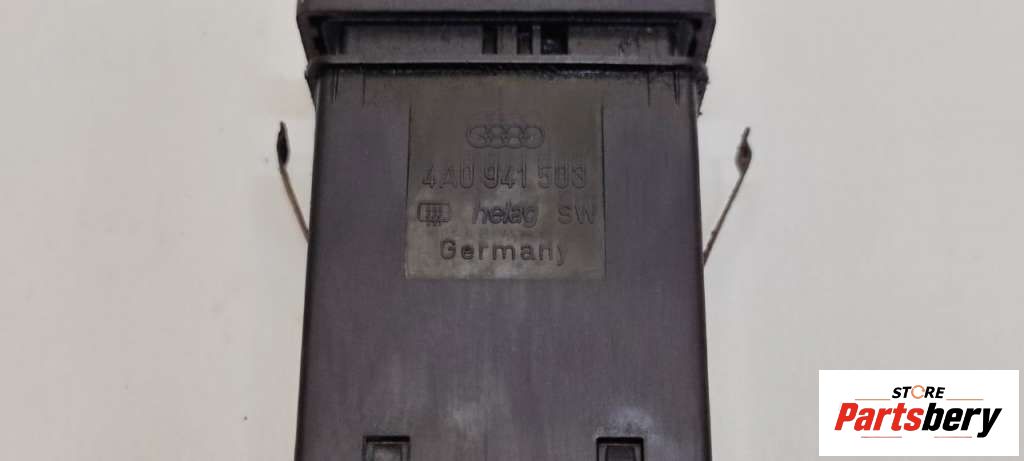 4A0 941 503
helag SW
Germany
STORE
Partsbery